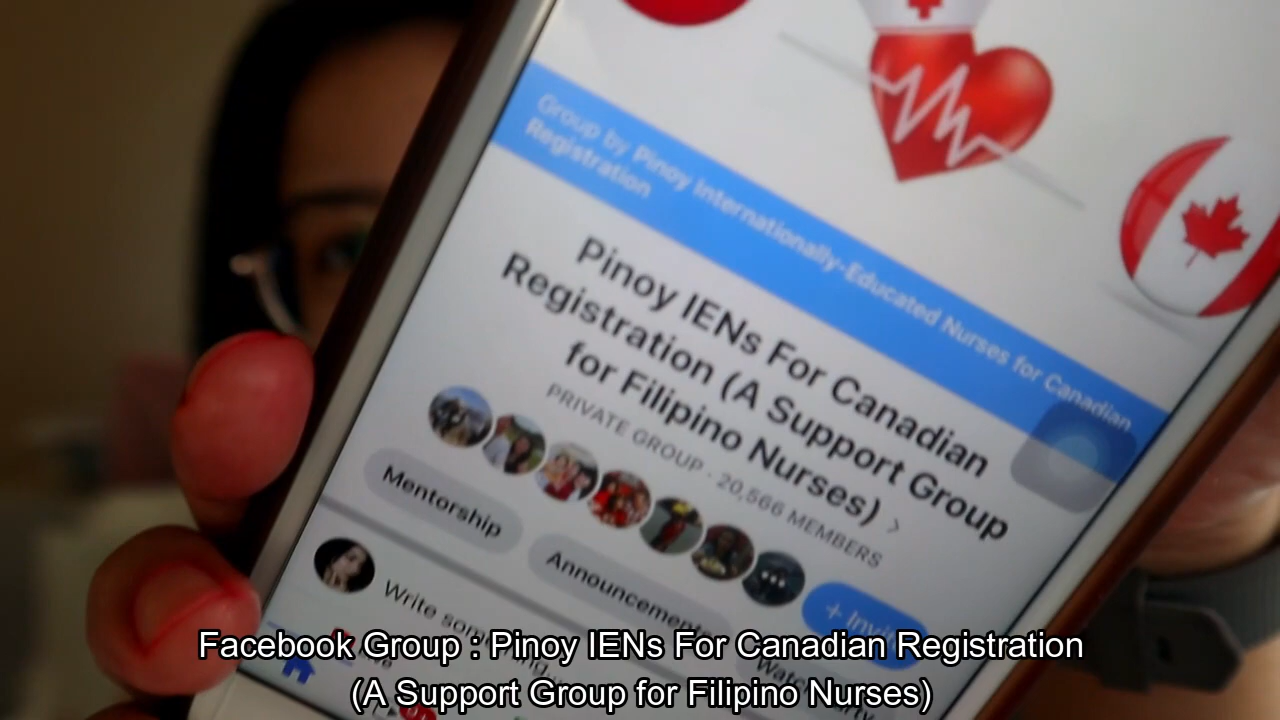 Group by Pinoy Internationally-Educated Nurses for Canadian
Registration
Pinoy IENs For Canadian
Registration (A Support Group
for Filipino Nurses) >
PRIVATE GROUP · 20,566 MEMBERS
+ Invite
Mentorship
Announcements
Write something
Facebook Group : Pinoy IENs For Canadian Registration
(A Support Group for Filipino Nurses)